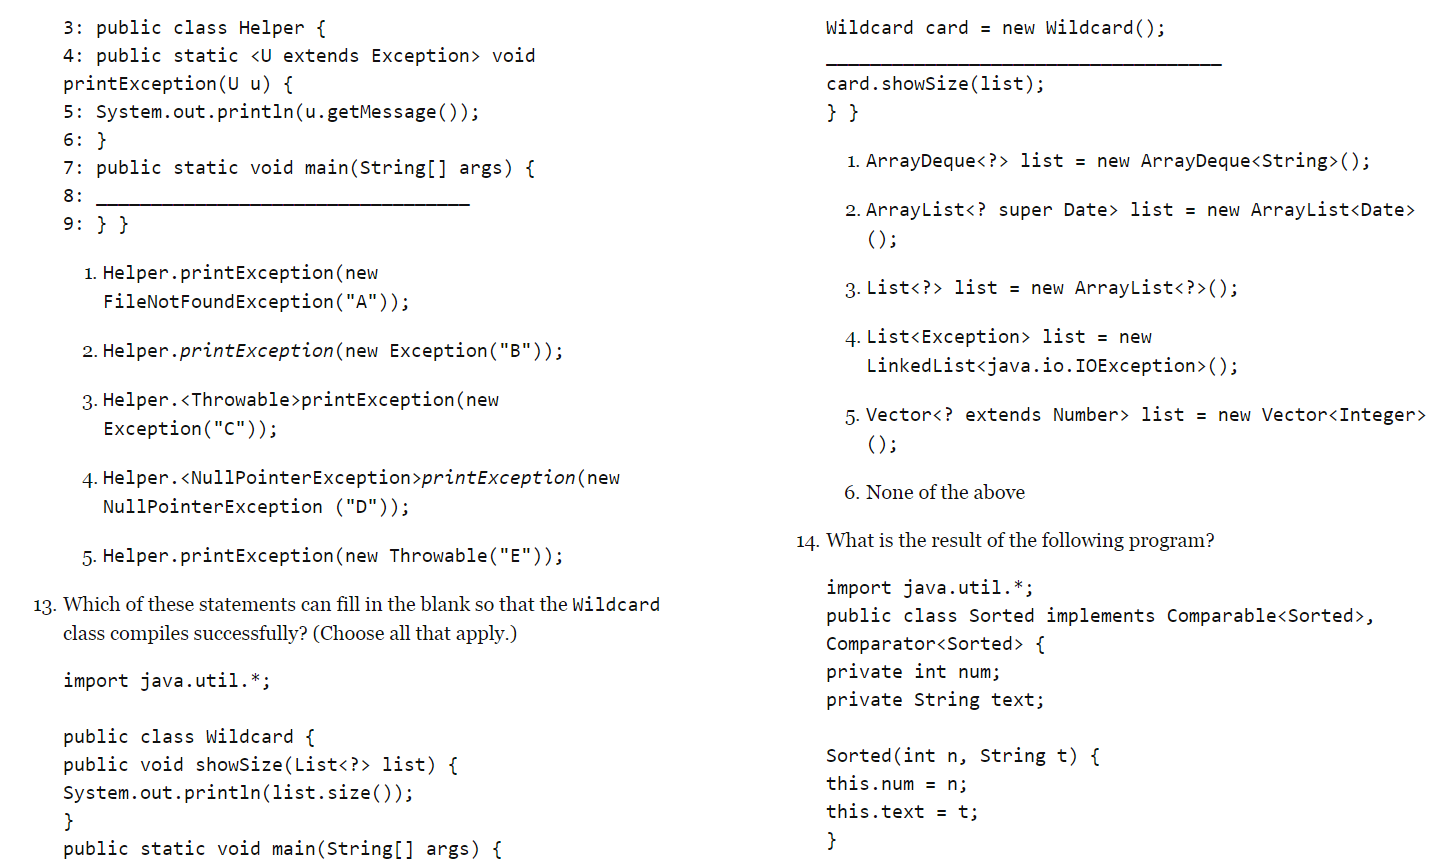 3: public class Helper {
4: public static <U extends Exception> void
printException(U u) {
5: System.out.println(u.getMessage());
6: }
7: public static void main(String[] args) {
8: __________________________________
9: } }
1. Helper.printException(new
FileNotFoundException("A"));
2. Helper.printException(new Exception("B"));
3. Helper.<Throwable>printException(new
Exception("C"));
4. Helper.<NullPointerException>printException(new
NullPointerException ("D"));
5. Helper.printException(new Throwable("E"));
13. Which of these statements can fill in the blank so that the Wildcard
class compiles successfully? (Choose all that apply.)
import java.util.*;
public class Wildcard {
public void showSize(List<?> list) {
System.out.println(list.size());
}
public static void main(String[] args) {
Wildcard card = new Wildcard();
____________________________________
card.showSize(list);
} }
1. ArrayDeque<?> list = new ArrayDeque<String>();
2. ArrayList<? super Date> list = new ArrayList<Date>
();
3. List<?> list = new ArrayList<?>();
4. List<Exception> list = new
LinkedList<java.io.IOException>();
5. Vector<? extends Number> list = new Vector<Integer>
();
6. None of the above
14. What is the result of the following program?
import java.util.*;
public class Sorted implements Comparable<Sorted>,
Comparator<Sorted> {
private int num;
private String text;
Sorted(int n, String t) {
this.num = n;
this.text = t;
}